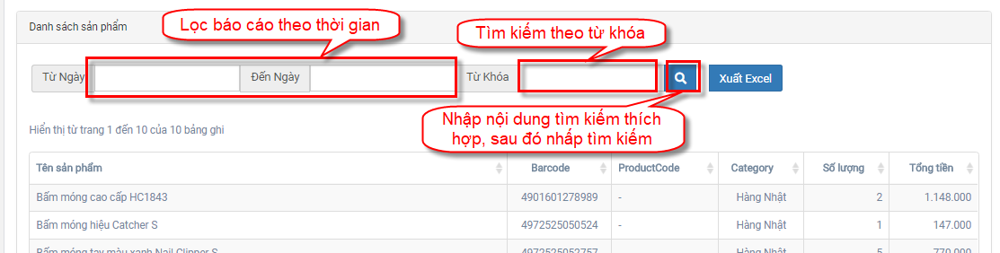 Danh sách sản phẩm
Lọc báo cáo theo thời gian
Tìm kiếm theo từ khóa
Từ Ngày Đến Ngày Từ Khóa Xuất Excel
Nhập nội dung tìm kiếm thích
hợp, sau đó nhấp tìm kiếm
Hiển thị từ trang 1 đến 10 của 10 bảng ghi
Tên sản phẩm Barcode ProductCode Category Số lượng Tổng tiền
Bấm móng cao cấp HC1843 4901601278989 - Hàng Nhật 2 1.148.000
Bấm móng hiệu Catcher S 4972525050524 - Hàng Nhật 1 147.000
Bấm móng tay màu xanh Nail Clipper S 4972525052757 - Hàng Nhật 5 770.000